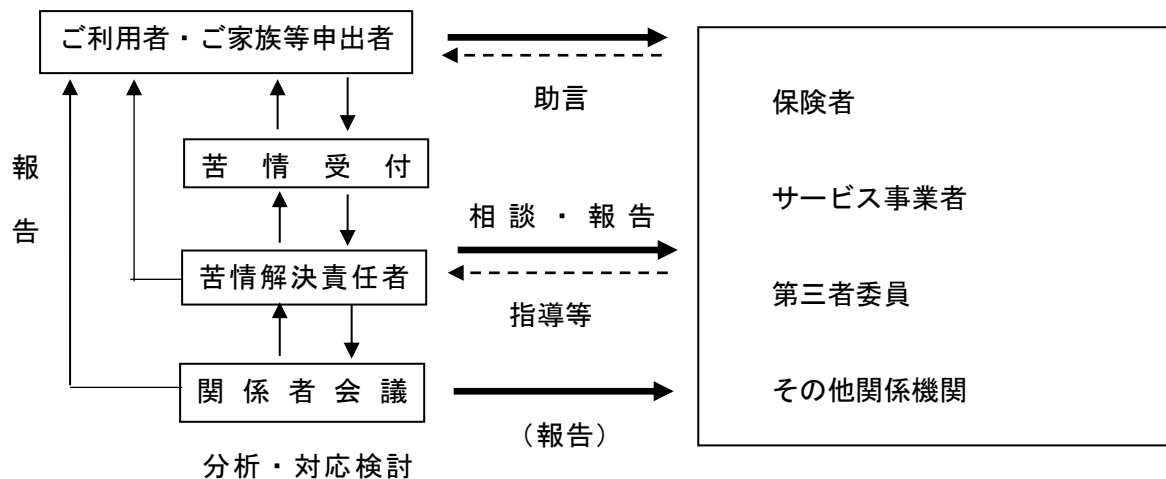 ご利用者・ご家族等申出者
助言
保険者
報告
苦情受付
サービス事業者
相談・報告
苦情解決責任者
指導等
第三者委員
関係者会議
その他関係機関
（報告）
分析・対応検討